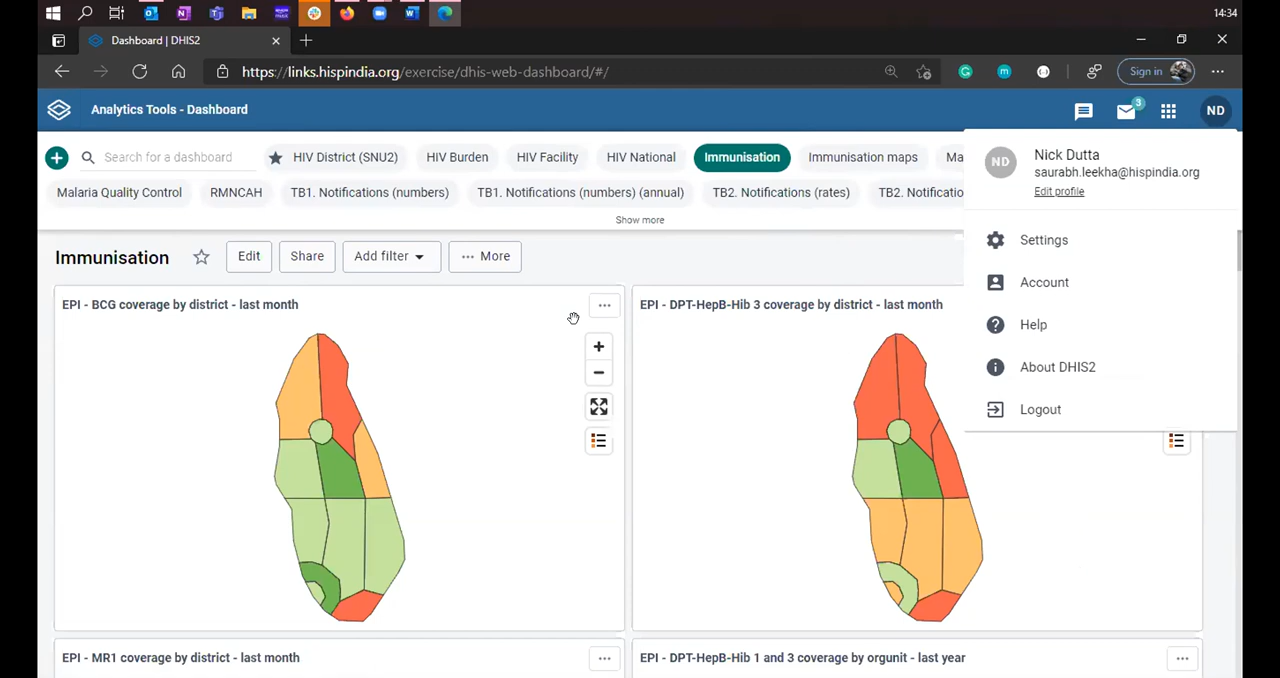 14:34
Dashboard | DHIS2
https://links.hispindia.org/exercise/dhis-web-dashboard/#/
Sign in
Analytics Tools - Dashboard
3
ND
Search for a dashboard
HIV District (SNU2)
HIV Burden
HIV Facility
HIV National
Immunisation
Immunisation maps
Ma
Malaria Quality Control
RMNCAH
TB1. Notifications (numbers)
TB1. Notifications (numbers) (annual)
TB2. Notifications (rates)
TB2. Notificatio
Show more
ND
Nick Dutta
saurabh.leekha@hispindia.org
Edit profile
Settings
Account
Help
About DHIS2
Logout
Immunisation
Edit
Share
Add filter
More
EPI - BCG coverage by district - last month
EPI - DPT-HepB-Hib 3 coverage by district - last month
EPI - MR1 coverage by district - last month
EPI - DPT-HepB-Hib 1 and 3 coverage by orgunit - last year